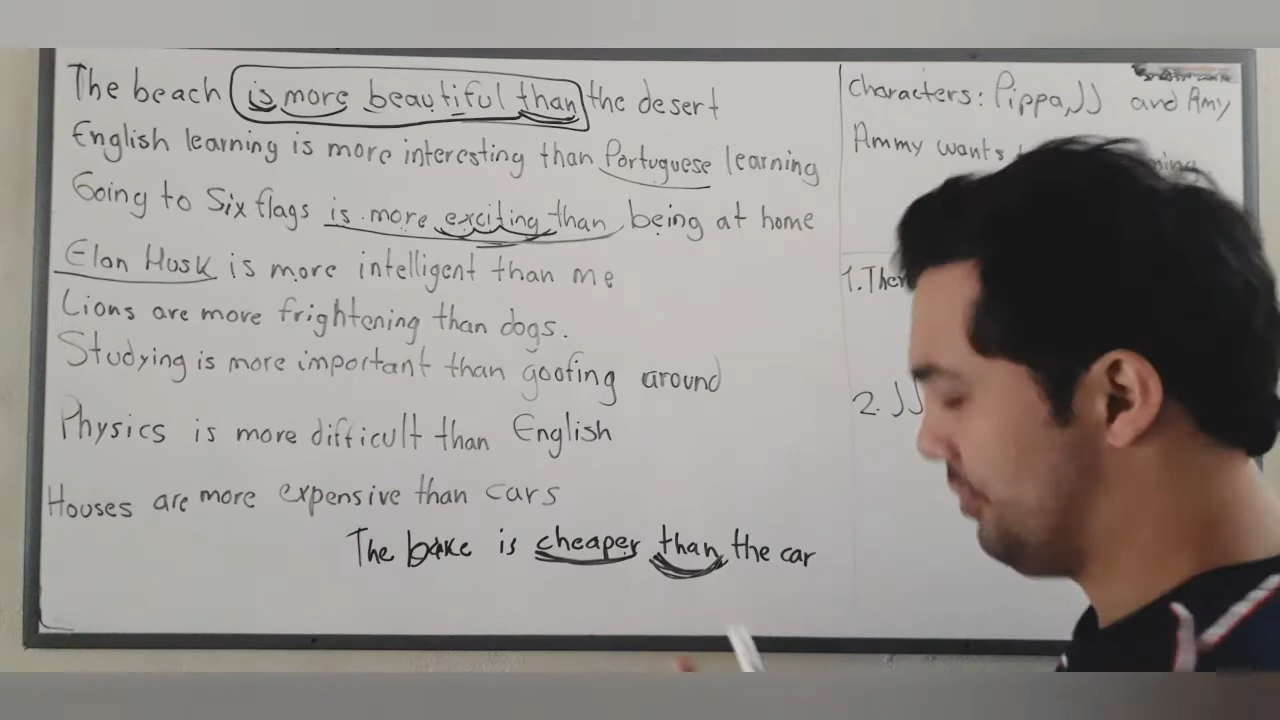 The beach is more beautiful than the desert
English learning is more interesting than Portuguese learning
Going to Six flags is more exciting than being at home
Elon Husk is more intelligent than me
Lions are more frightening than dogs.
Studying is more important than goofing around
Physics is more difficult than English
Houses are more expensive than cars
The is cheaper than the car
Characters: Pippa, JJ and Amy
Ammy wants
1. Ther
2. JJ